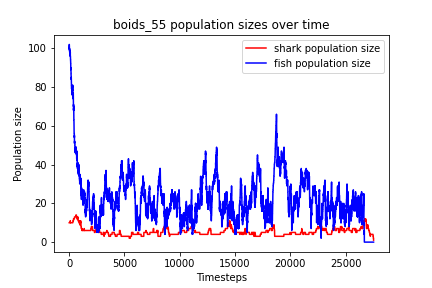 boids_55 population sizes over time
shark population size
fish population size
Population size
100
80
60
40
20
0
0
5000
10000
15000
20000
25000
Timesteps